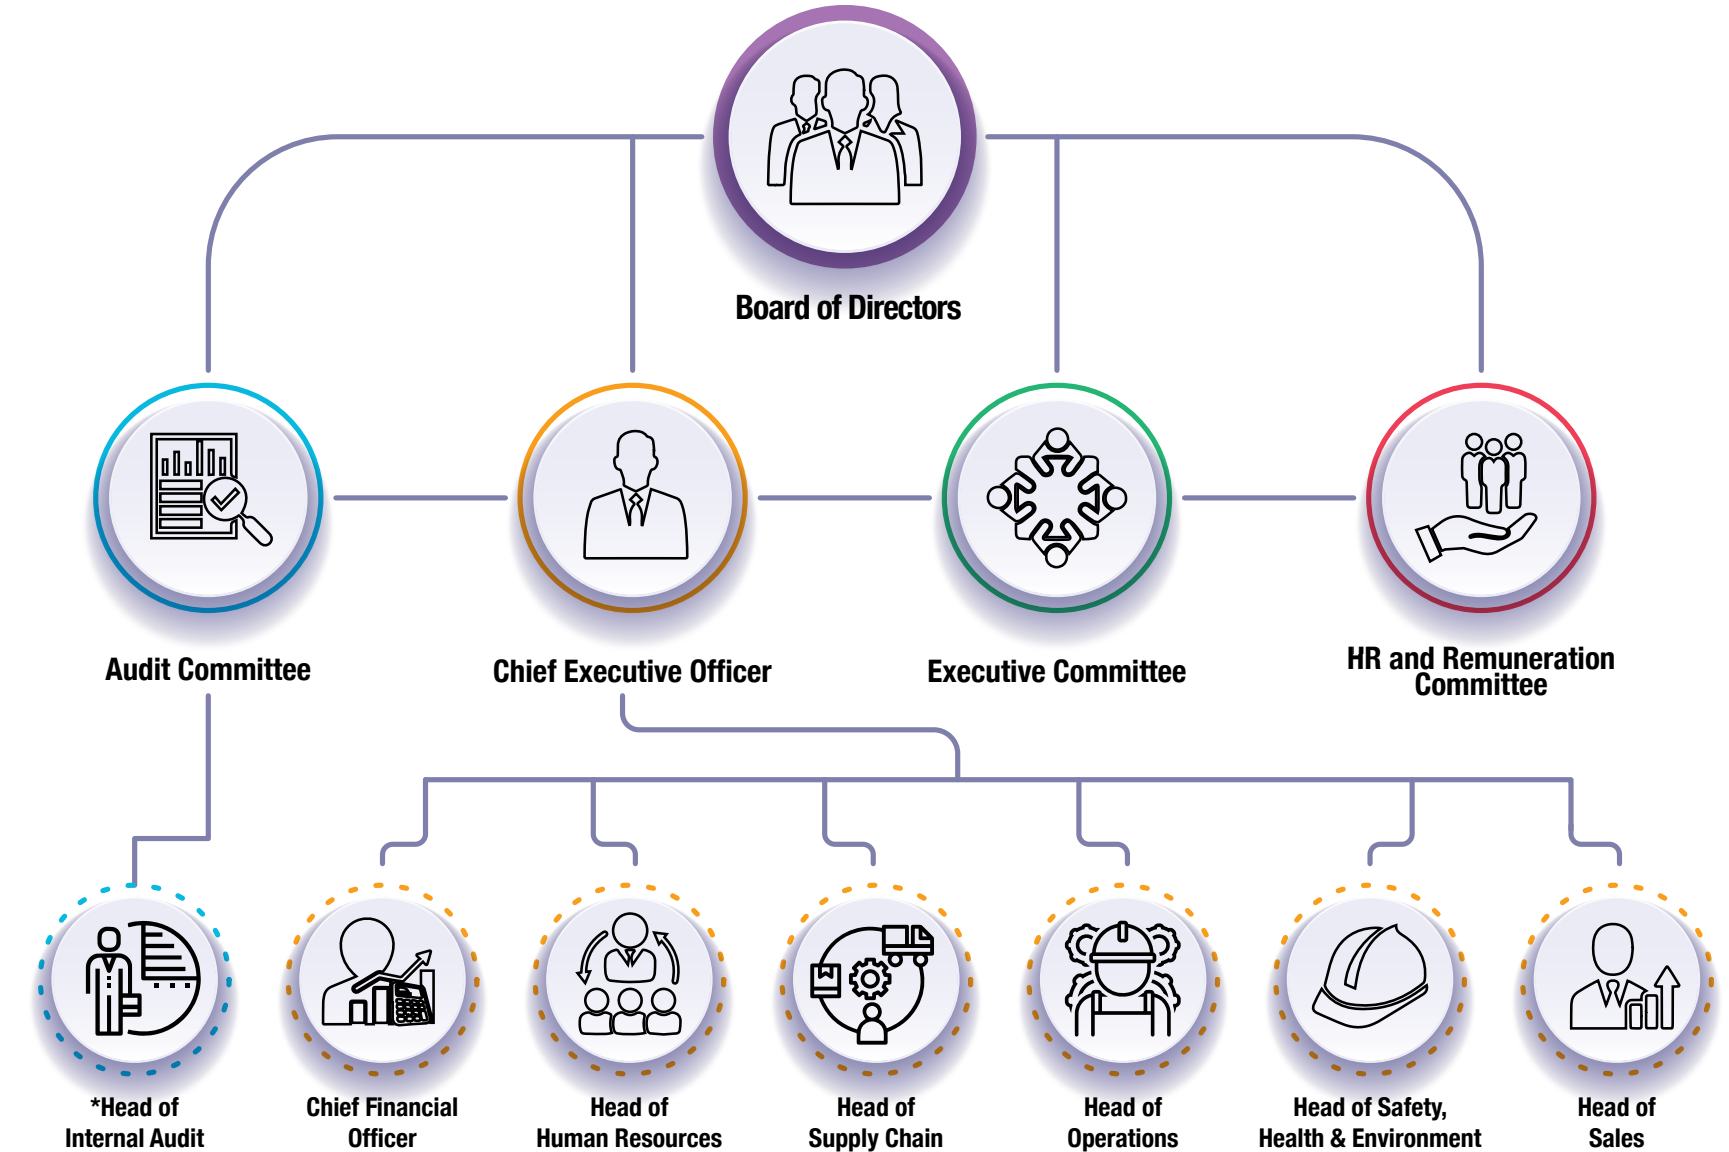 Board of Directors
Audit Committee
Chief Executive Officer
Executive Committee
HR and Remuneration
Committee
*Head of
Internal Audit
Chief Financial
Officer
Head of
Human Resources
Head of
Supply Chain
Head of
Operations
Head of Safety,
Health & Environment
Head of
Sales